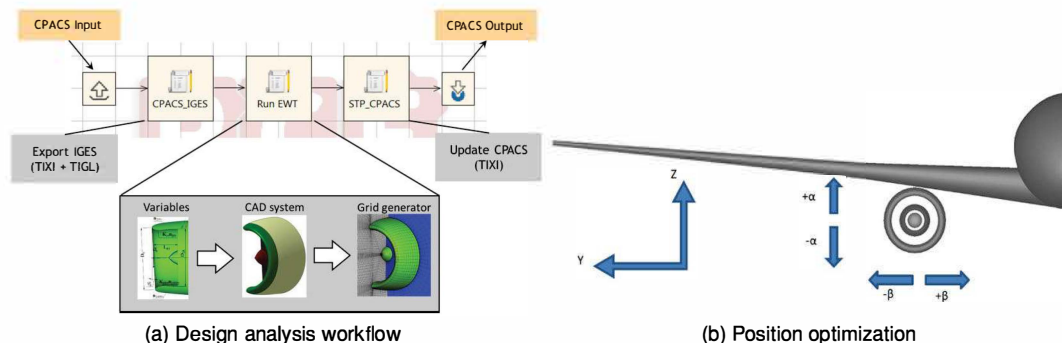 CPACS Input
CPACS Output
CPACS_IGES
Run EWT
STP_CPACS
Export IGES
(TIXI + TIGL)
Update CPACS
(TIXI)
Variables
CAD system
Grid generator
(a) Design analysis workflow
Z
Y
+α
-α
-β
+β
(b) Position optimization